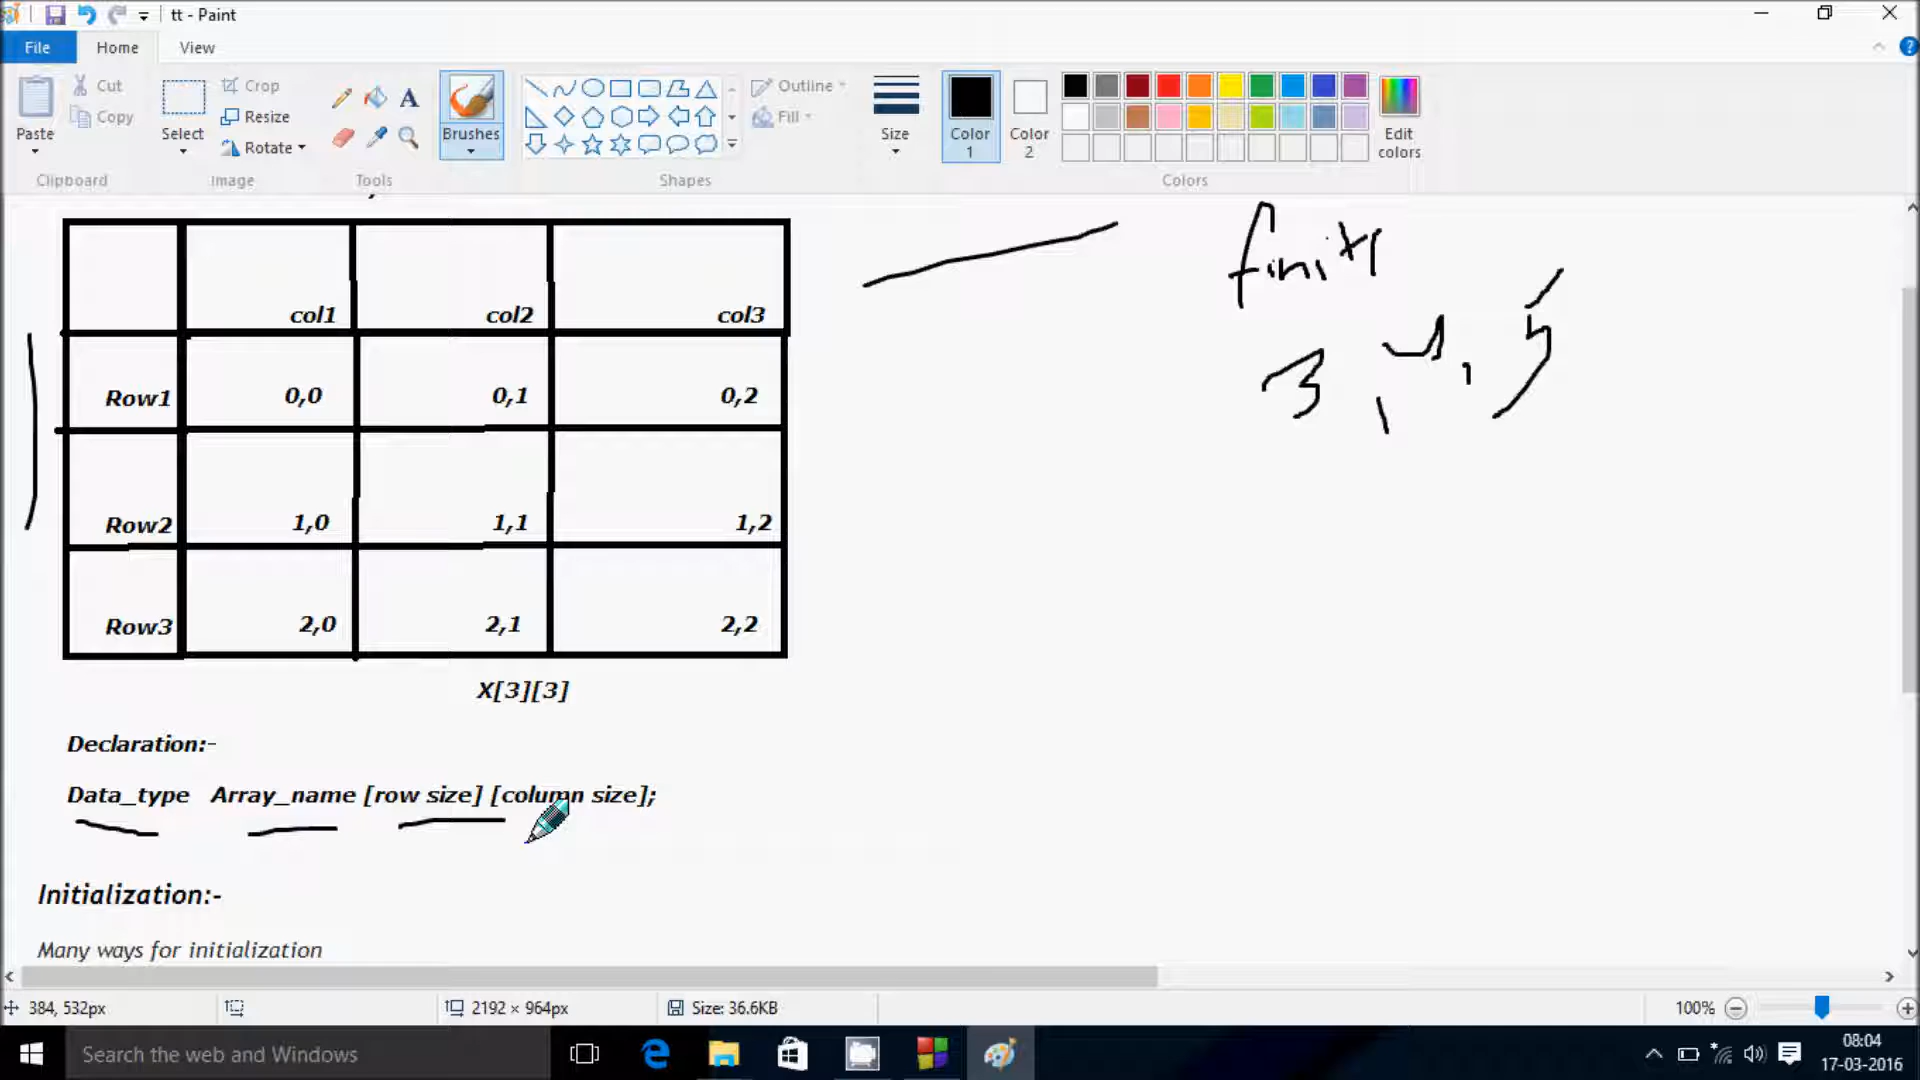 tt - Paint
File Home View
Paste
Cut
Copy
Clipboard
Select
Crop
Resize
Rotate
Image
Tools
Brushes
Shapes
Outline
Fill
Size
Color 1
Color 2
Edit colors
Colors
col1 col2 col3
Row1 0,0 0,1 0,2
Row2 1,0 1,1 1,2
Row3 2,0 2,1 2,2
X[3][3]
3 , 4 , 5
Declaration:-
Data_type Array_name [row size] [column size];
Initialization:-
Many ways for initialization
384, 532px
2192 × 964px
Size: 36.6KB
100%
Search the web and Windows
08:04
17-03-2016